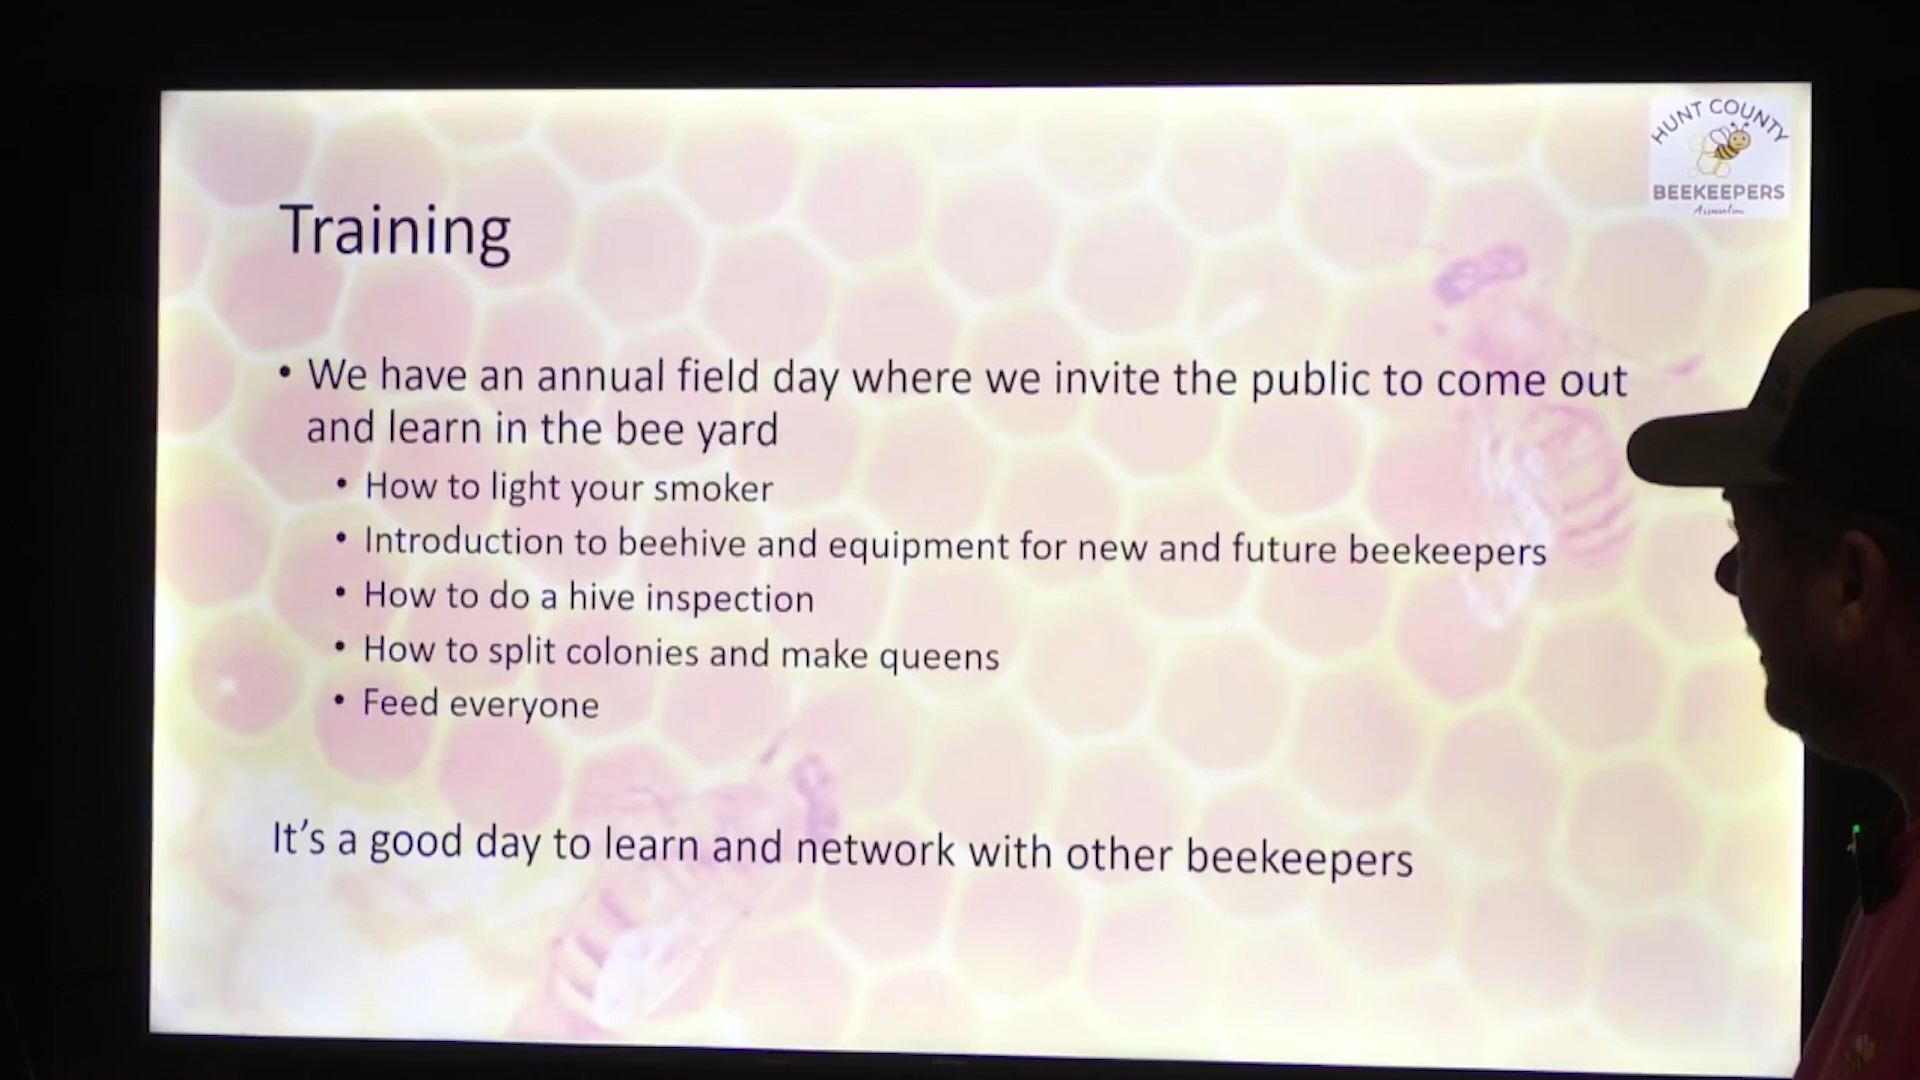 HUNT COUNTY
BEEKEEPERS
Association
Training
• We have an annual field day where we invite the public to come out
and learn in the bee yard
• How to light your smoker
• Introduction to beehive and equipment for new and future beekeepers
• How to do a hive inspection
• How to split colonies and make queens
• Feed everyone
It's a good day to learn and network with other beekeepers